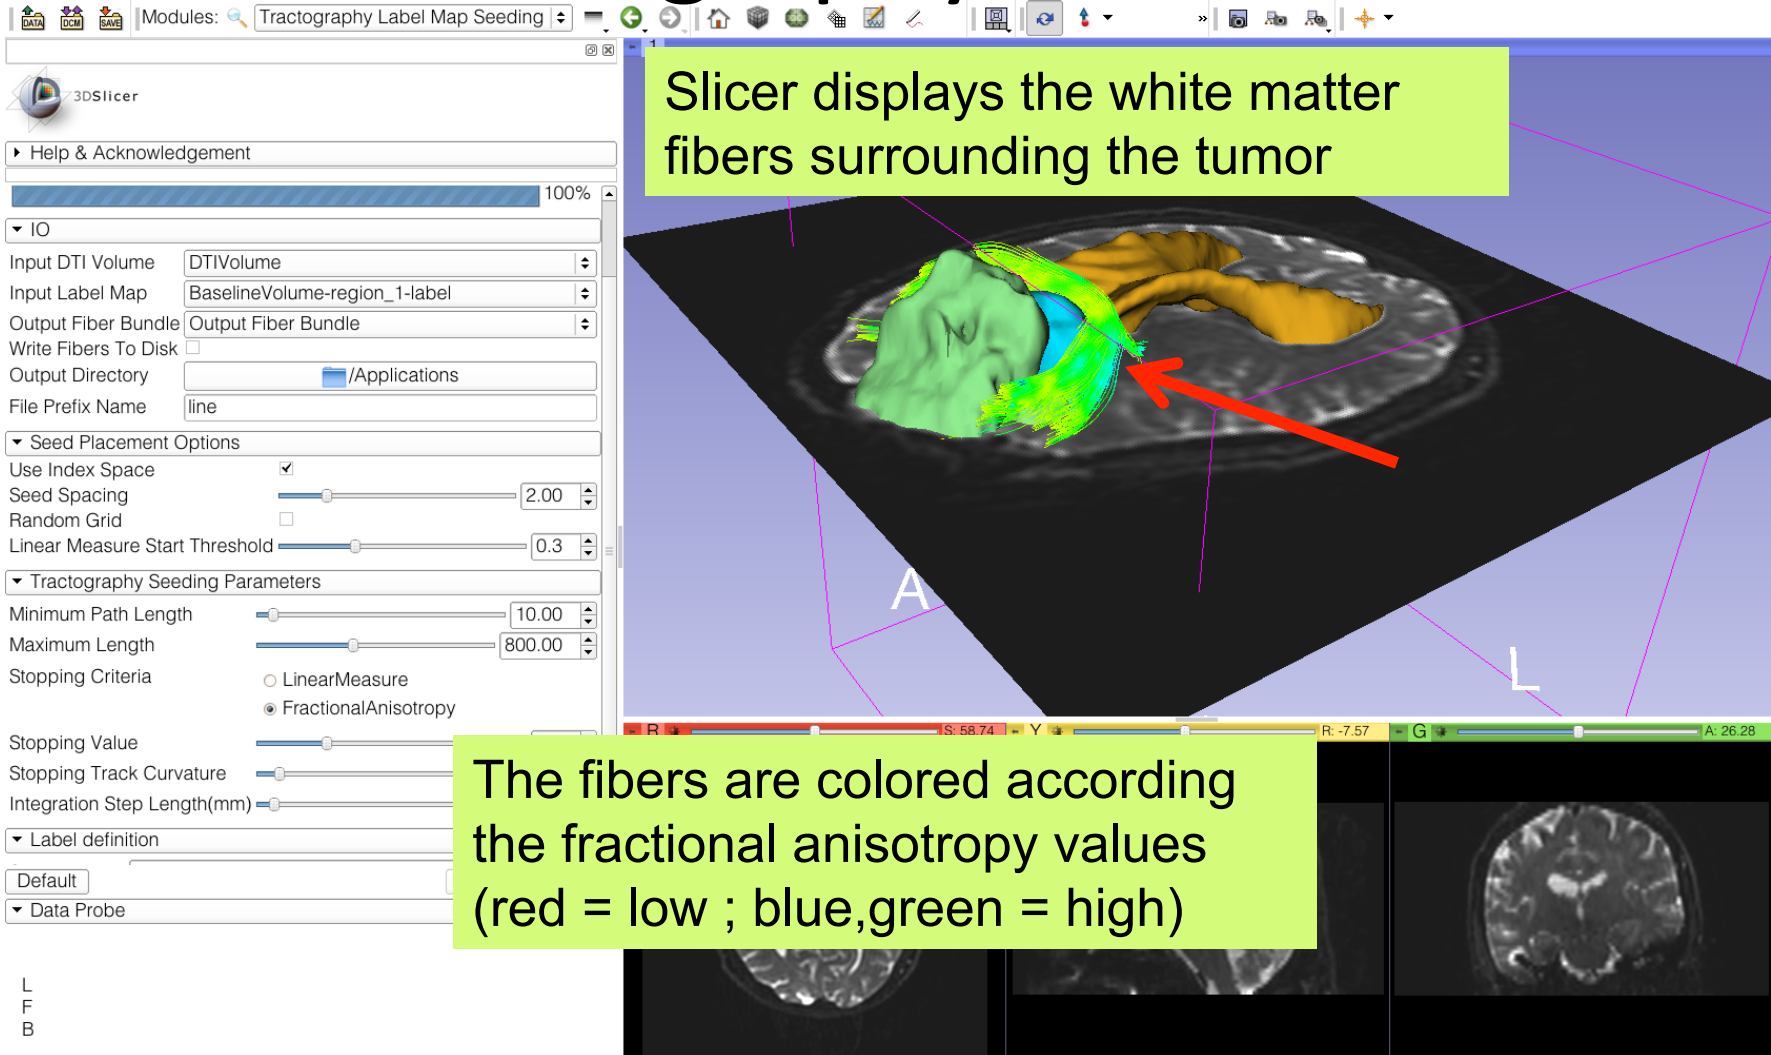 DATA DCM SAVE Modules: Tractography Label Map Seeding »
1
3DSlicer
Slicer displays the white matter
fibers surrounding the tumor
Help & Acknowledgement
100%
IO
Input DTI Volume DTIVolume
Input Label Map BaselineVolume-region_1-label
Output Fiber Bundle Output Fiber Bundle
Write Fibers To Disk
Output Directory /Applications
File Prefix Name line
Seed Placement Options
Use Index Space
Seed Spacing 2.00
Random Grid
Linear Measure Start Threshold 0.3
Tractography Seeding Parameters
Minimum Path Length 10.00
Maximum Length 800.00
Stopping Criteria LinearMeasure
FractionalAnisotropy
Stopping Value
Stopping Track Curvature
Integration Step Length(mm)
Label definition
Default
Data Probe
L
F
B
A
L
R S: 58.74 Y R: -7.57 G A: 26.28
The fibers are colored according
the fractional anisotropy values
(red = low ; blue,green = high)